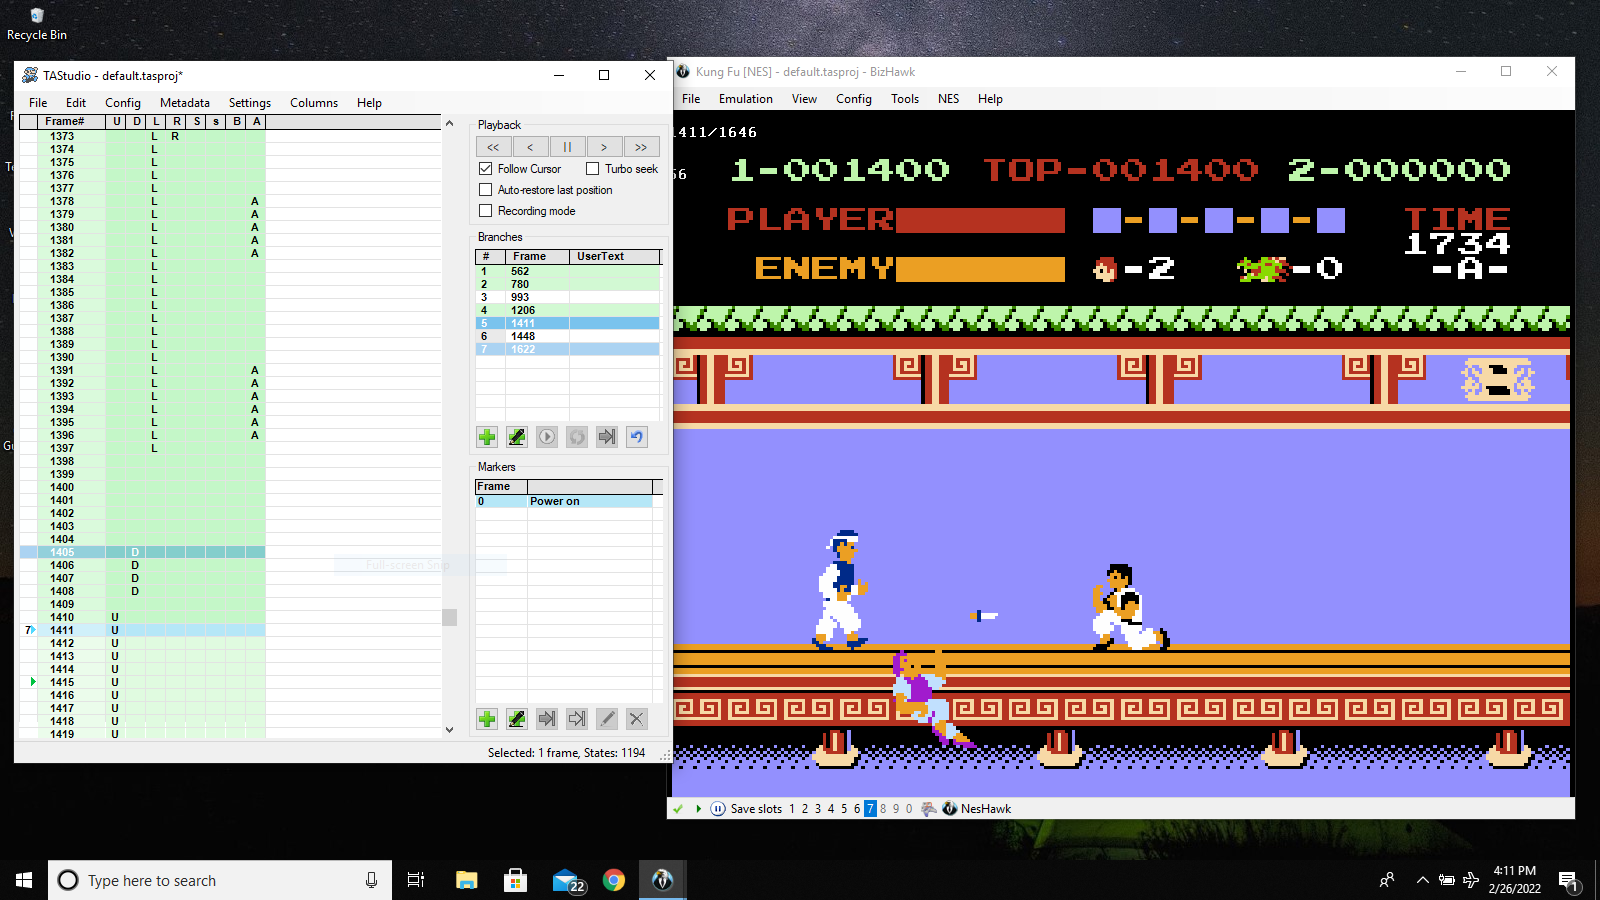 Recycle Bin
TAStudio - default.tasproj*
File Edit Config Metadata Settings Columns Help
Frame# U D L R S s B A
1373 L R
1374 L
1375 L
1376 L
1377 L
1378 L A
1379 L A
1380 L A
1381 L A
1382 L A
1383 L
1384 L
1385 L
1386 L
1387 L
1388 L
1389 L
1390 L
1391 L A
1392 L A
1393 L A
1394 L A
1395 L A
1396 L A
1397 L
1398
1399
1400
1401
1402
1403
1404
1405 D
1406 D
1407 D
1408 D
1409
1410 U
7 1411 U
1412 U
1413 U
1414 U
1415 U
1416 U
1417 U
1418 U
1419 U
Full-screen Snip
Playback
<< < || > >>
Follow Cursor Turbo seek
Auto-restore last position
Recording mode
Branches
# Frame UserText
1 562
2 780
3 993
4 1206
5 1411
6 1448
7 1622
Markers
Frame
0 Power on
Selected: 1 frame, States: 1194
Kung Fu [NES] - default.tasproj - BizHawk
File Emulation View Config Tools NES Help
1411/1646
56
1-001400 TOP-001400 2-000000
PLAYER TIME
1734
ENEMY -2 -0 -A-
Save slots 1 2 3 4 5 6 7 8 9 0 NesHawk
Type here to search
22
4:11 PM
2/26/2022
1